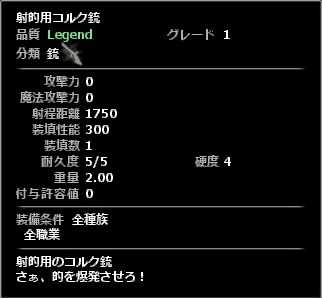 射的用コルク銃
品質 Legend グレード 1
分類 銃
攻撃力 0
魔法攻撃力 0
射程距離 1750
装填性能 300
装填数 1
耐久度 5/5 硬度 4
重量 2.00
付与許容値 0
装備条件 全種族
全職業
射的用のコルク銃
さぁ、的を爆発させろ！